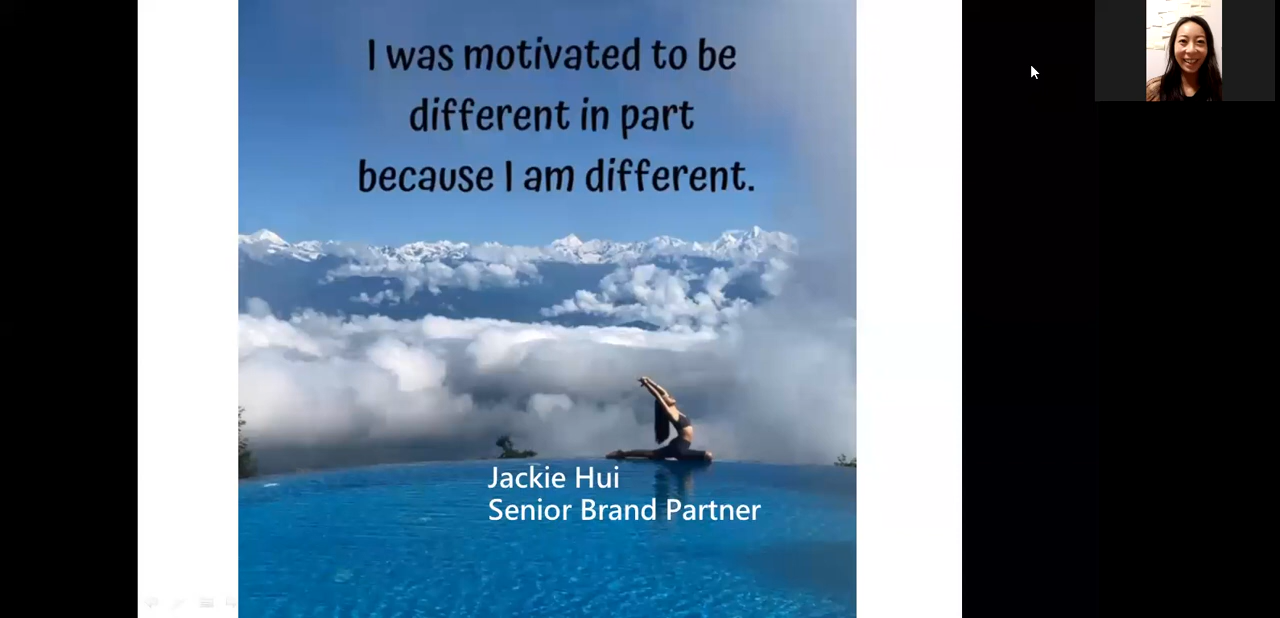 I was motivated to be
different in part
because I am different.
Jackie Hui
Senior Brand Partner